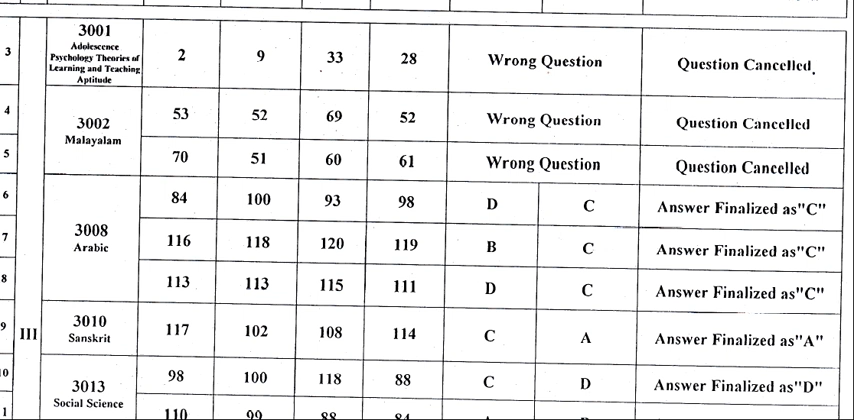 3 III 3001 Adolescence Psychology Theories of Learning and Teaching Aptitude 2 9 33 28 Wrong Question Question Cancelled.
4 3002 Malayalam 53 52 69 52 Wrong Question Question Cancelled
5 70 51 60 61 Wrong Question Question Cancelled
6 3008 Arabic 84 100 93 98 D C Answer Finalized as"C"
7 116 118 120 119 B C Answer Finalized as"C"
8 113 113 115 111 D C Answer Finalized as"C"
9 3010 Sanskrit 117 102 108 114 C A Answer Finalized as"A"
10 3013 Social Science 98 100 118 88 C D Answer Finalized as"D"
110 99 88 84